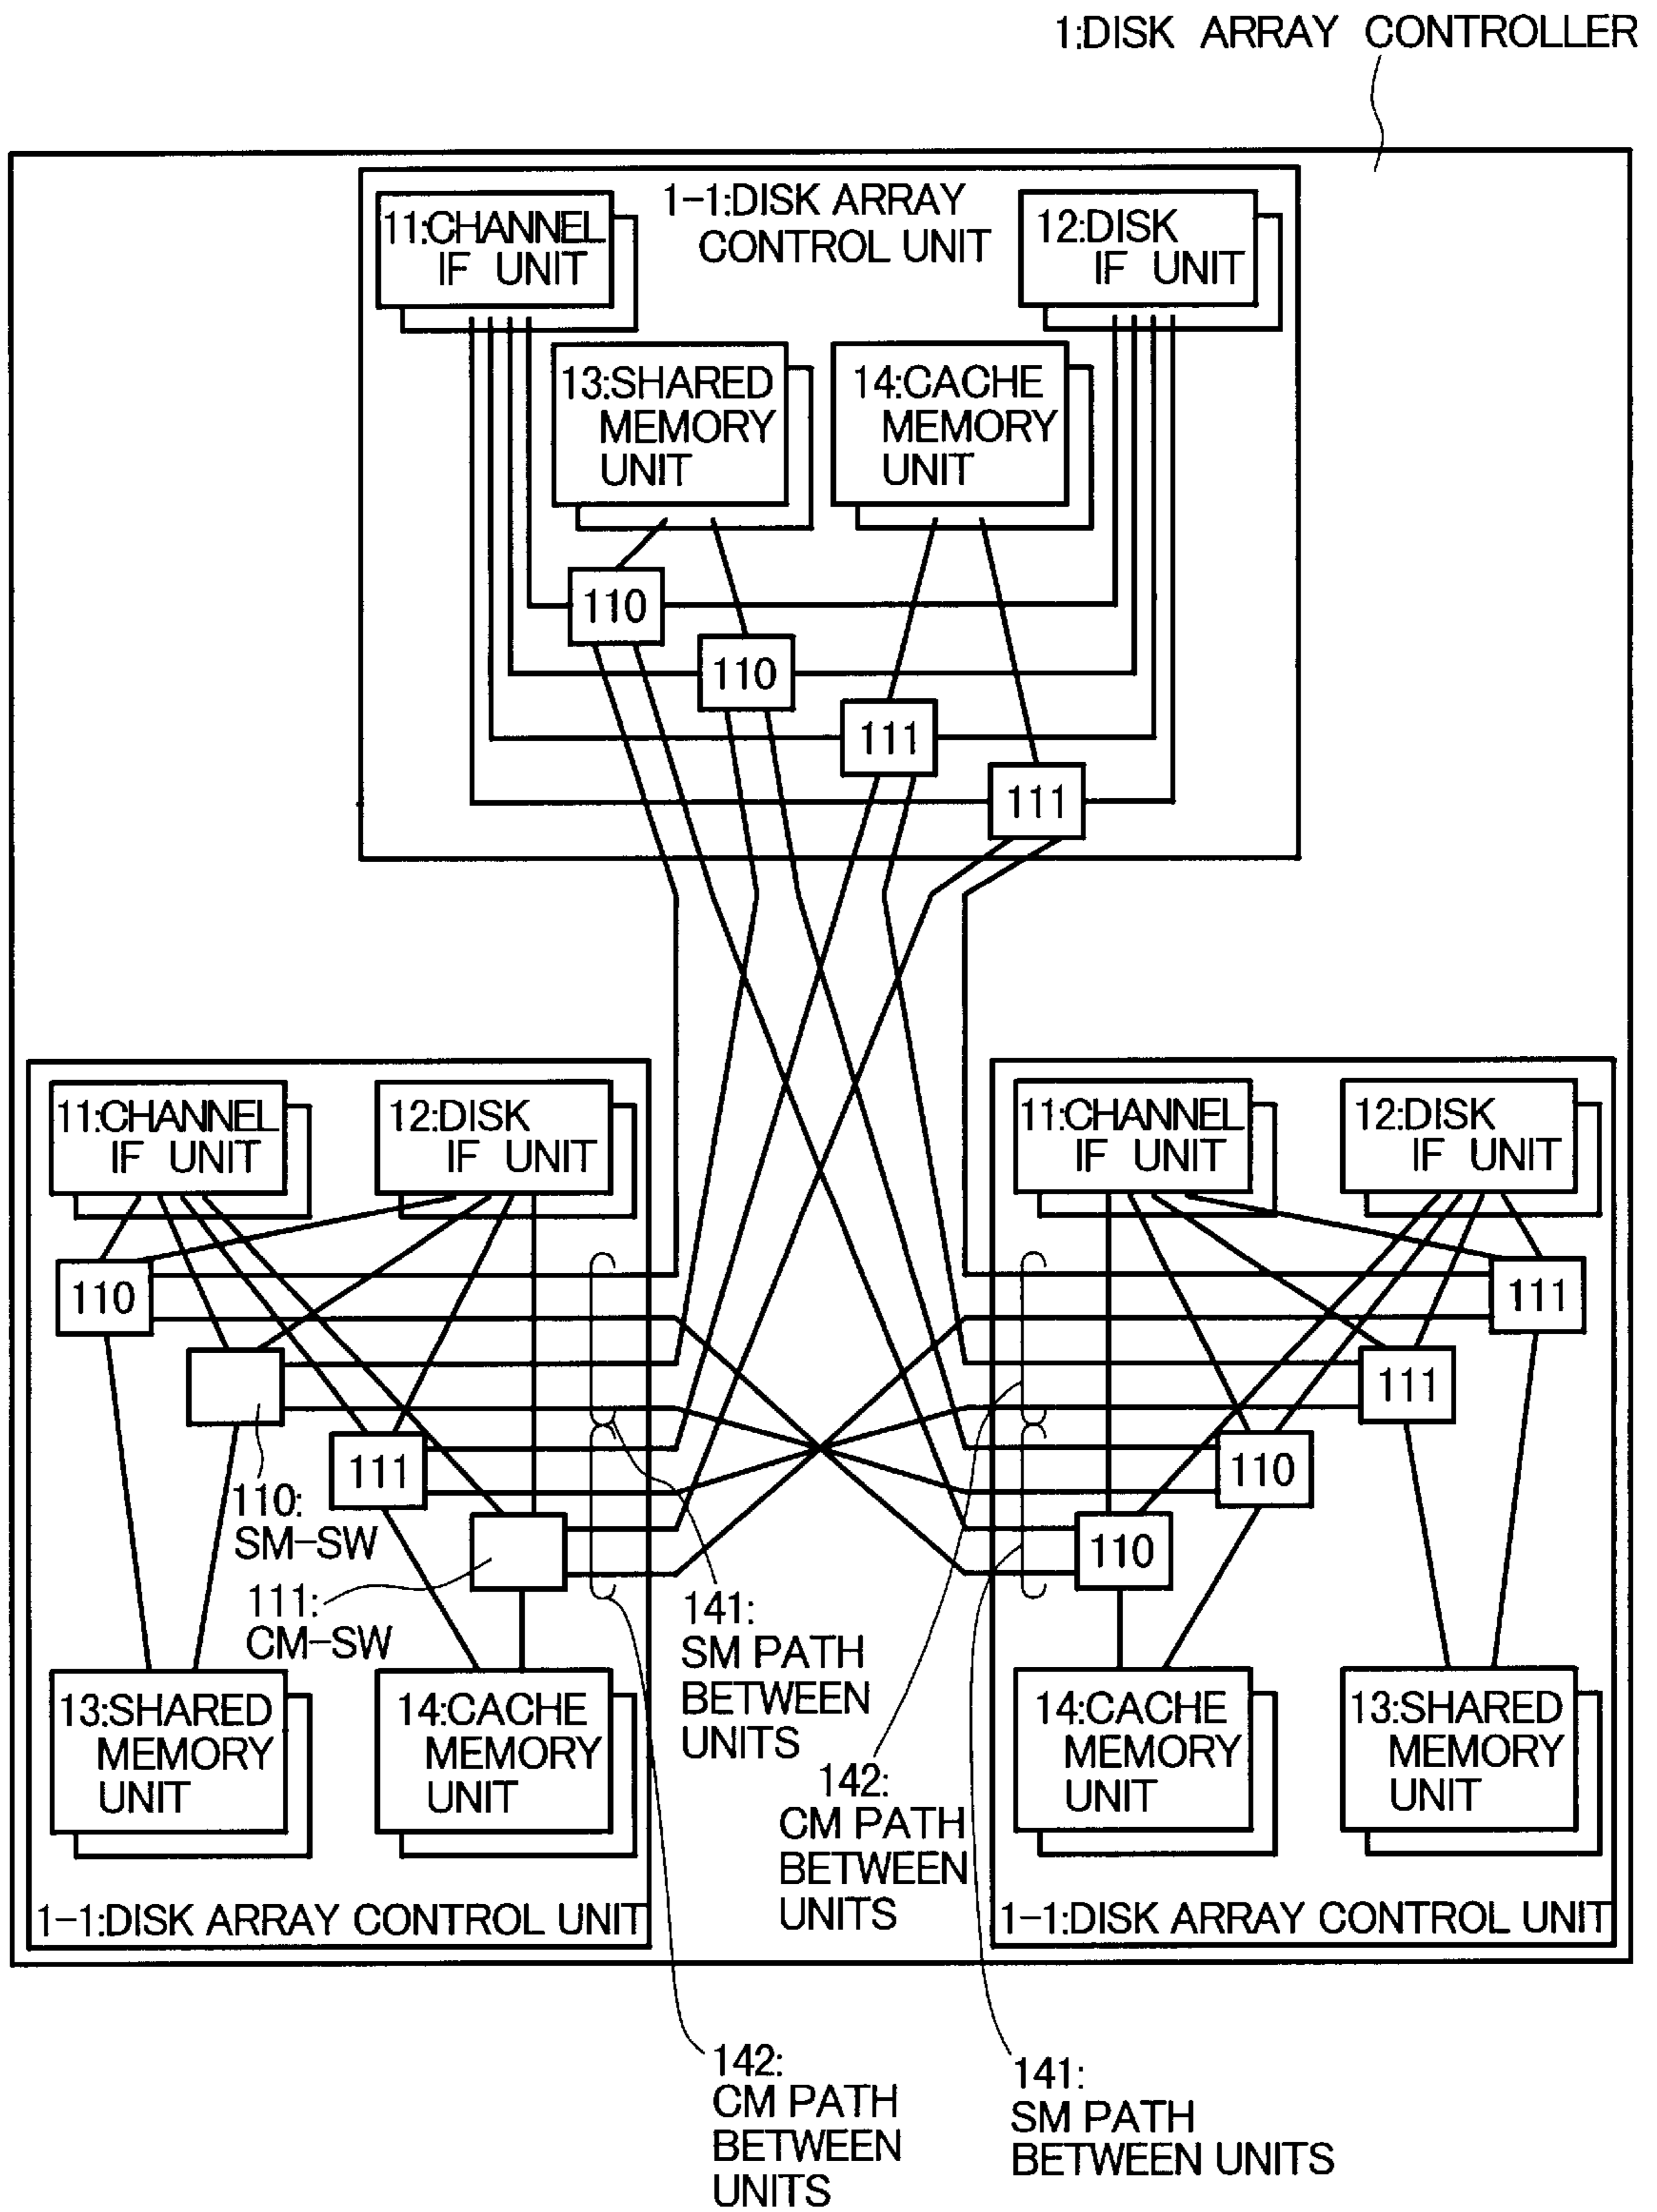 1:DISK ARRAY CONTROLLER
1-1:DISK ARRAY
CONTROL UNIT
11:CHANNEL
IF UNIT
12:DISK
IF UNIT
13:SHARED
MEMORY
UNIT
14:CACHE
MEMORY
UNIT
110
110
111
111
11:CHANNEL
IF UNIT
12:DISK
IF UNIT
110
111
110:
SM-SW
111:
CM-SW
13:SHARED
MEMORY
UNIT
14:CACHE
MEMORY
UNIT
1-1:DISK ARRAY CONTROL UNIT
141:
SM PATH
BETWEEN
UNITS
142:
CM PATH
BETWEEN
UNITS
11:CHANNEL
IF UNIT
12:DISK
IF UNIT
111
111
110
110
14:CACHE
MEMORY
UNIT
13:SHARED
MEMORY
UNIT
1-1:DISK ARRAY CONTROL UNIT
142:
CM PATH
BETWEEN
UNITS
141:
SM PATH
BETWEEN UNITS